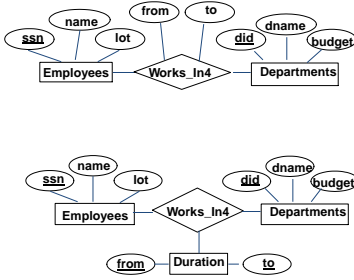 from to
name dname
ssn lot did budget
Employees Works_In4 Departments
name dname
ssn lot did budget
Employees Works_In4 Departments
from Duration to